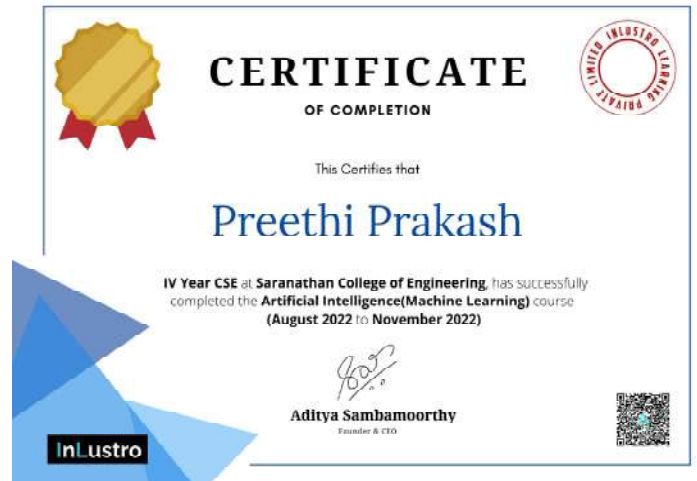 CERTIFICATE
OF COMPLETION
INLUSTRO LEARNING PRIVATE LIMITED
This Certifies that
Preethi Prakash
IV Year CSE at Saranathan College of Engineering, has successfully
completed the Artificial Intelligence(Machine Learning) course
(August 2022 to November 2022)
Aditya Sambamoorthy
Founder & CEO
InLustro